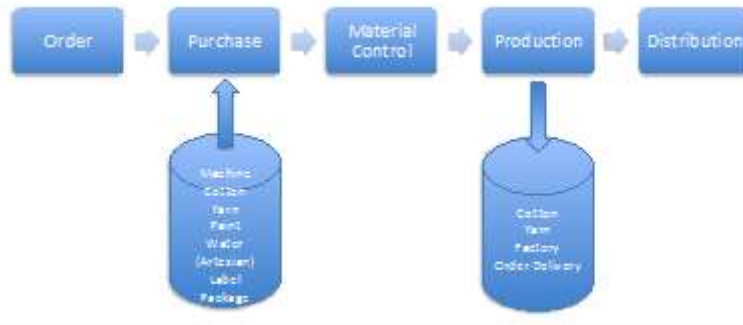 Order
Purchase
Material
Control
Production
Distribution
Machine
Cotton
Yarn
Paint
Water
(Artesian)
Label
Package
Cotton
Yarn
Factory
Order Delivery